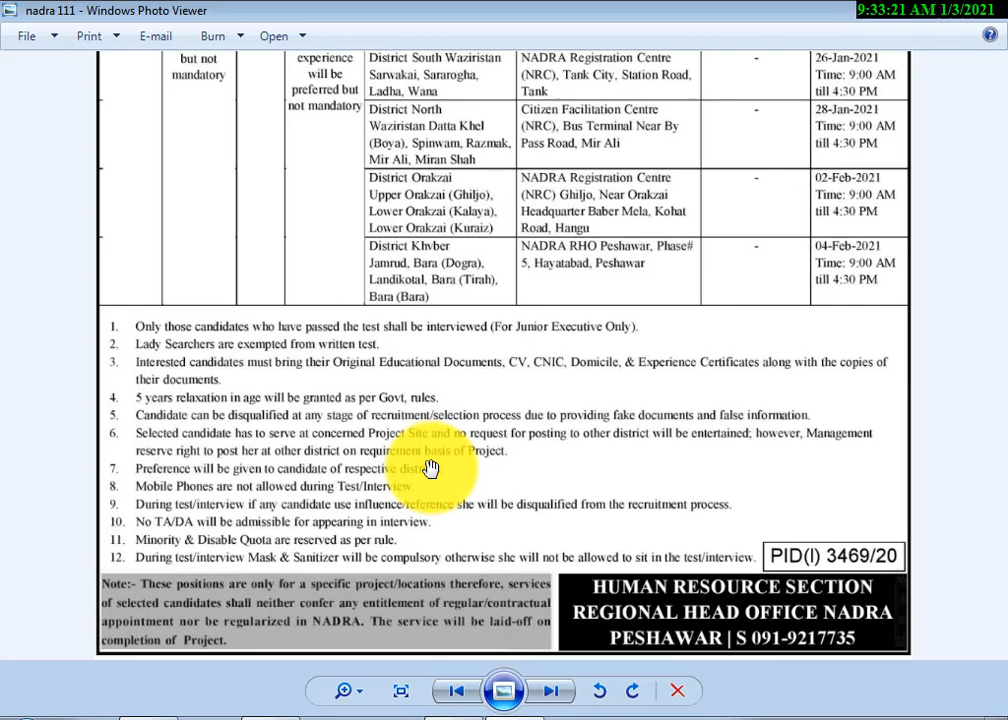 nadra 111 - Windows Photo Viewer
9:33:21 AM 1/3/2021
File Print E-mail Burn Open
but not
mandatory
experience
will be
preferred but
not mandatory
District South Waziristan
Sarwakai, Sararogha,
Ladha, Wana
NADRA Registration Centre
(NRC), Tank City, Station Road,
Tank
-
26-Jan-2021
Time: 9:00 AM
till 4:30 PM
District North
Waziristan Datta Khel
(Boya), Spinwam, Razmak,
Mir Ali, Miran Shah
Citizen Facilitation Centre
(NRC), Bus Terminal Near By
Pass Road, Mir Ali
-
28-Jan-2021
Time: 9:00 AM
till 4:30 PM
District Orakzai
Upper Orakzai (Ghiljo),
Lower Orakzai (Kalaya),
Lower Orakzai (Kuraiz)
NADRA Registration Centre
(NRC) Ghiljo, Near Orakzai
Headquarter Baber Mela, Kohat
Road, Hangu
-
02-Feb-2021
Time: 9:00 AM
till 4:30 PM
District Khyber
Jamrud, Bara (Dogra),
Landikotal, Bara (Tirah),
Bara (Bara)
NADRA RHO Peshawar, Phase#
5, Hayatabad, Peshawar
-
04-Feb-2021
Time: 9:00 AM
till 4:30 PM
1. Only those candidates who have passed the test shall be interviewed (For Junior Executive Only).
2. Lady Searchers are exempted from written test.
3. Interested candidates must bring their Original Educational Documents, CV, CNIC, Domicile, & Experience Certificates along with the copies of
their documents.
4. 5 years relaxation in age will be granted as per Govt, rules.
5. Candidate can be disqualified at any stage of recruitment/selection process due to providing fake documents and false information.
6. Selected candidate has to serve at concerned Project Site and no request for posting to other district will be entertained; however, Management
reserve right to post her at other district on requirement basis of Project.
7. Preference will be given to candidate of respective
8. Mobile Phones are not allowed during Test/Interview.
9. During test/interview if any candidate use influence/reference she will be disqualified from the recruitment process.
10. No TA/DA will be admissible for appearing in interview.
11. Minority & Disable Quota are reserved as per rule.
12. During test/interview Mask & Sanitizer will be compulsory otherwise she will not be allowed to sit in the test/interview.
PID(I) 3469/20
Note:- These positions are only for a specific project/locations therefore, services
of selected candidates shall neither confer any entitlement of regular/contractual
appointment nor be regularized in NADRA. The service will be laid-off on
completion of Project.
HUMAN RESOURCE SECTION
REGIONAL HEAD OFFICE NADRA
PESHAWAR | S 091-9217735